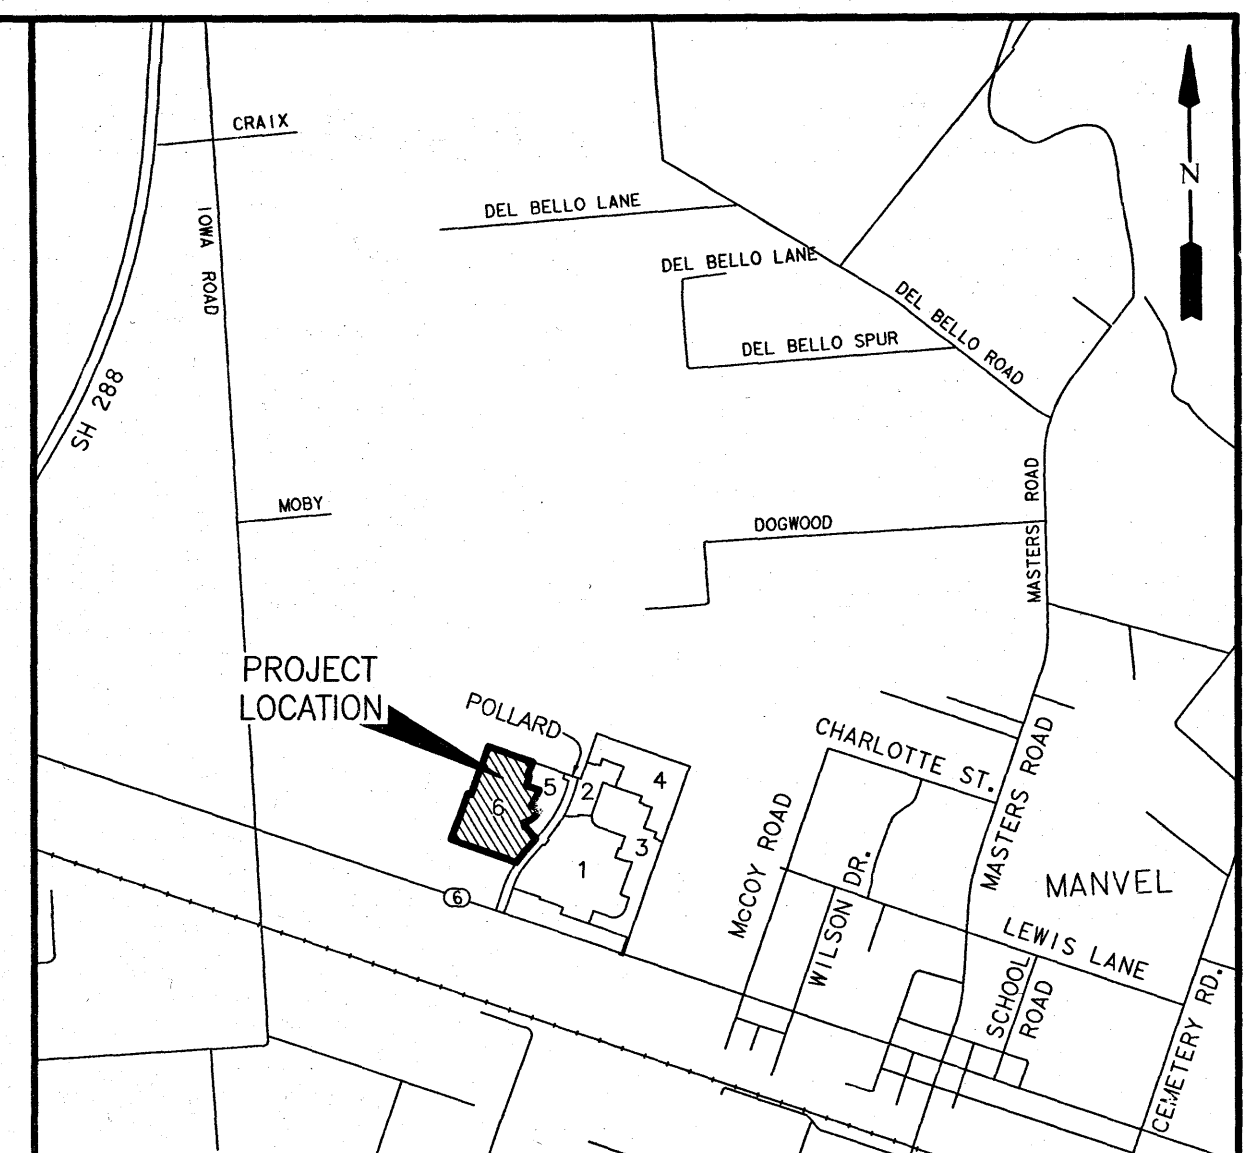 CRAIX
IOWA ROAD
N
DEL BELLO LANE
DEL BELLO LANE
DEL BELLO ROAD
DEL BELLO SPUR
SH 288
MASTERS ROAD
MOBY
DOGWOOD
MASTERS
PROJECT
LOCATION
POLLARD
CHARLOTTE ST.
MASTERS ROAD
5
4
2
6
3
1
McCOY ROAD
WILSON DR.
MANVEL
6
LEWIS LANE
SCHOOL
ROAD
CEMETERY RD.